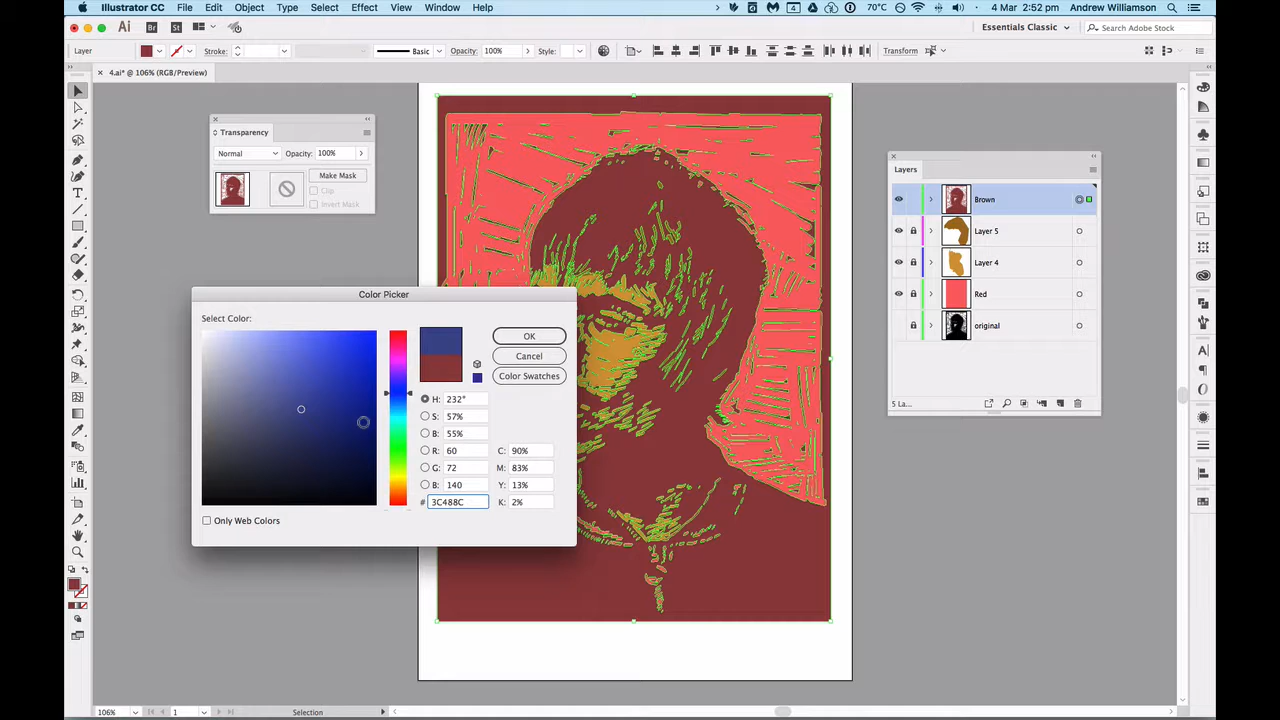 Illustrator CC File Edit Object Type Select Effect View Window Help 4 70°C 4 Mar 2:52 pm Andrew Williamson
Ai Br St Essentials Classic Search Adobe Stock
Layer Stroke: Basic Opacity: 100% Style: Transform
4.ai* @ 106% (RGB/Preview)
Transparency
Normal Opacity: 100%
Make Mask
Clip
Invert Mask
Layers
Brown
Layer 5
Layer 4
Red
original
5 La...
Color Picker
Select Color:
OK
Cancel
Color Swatches
H: 232°
S: 57%
B: 55%
R: 60 C: 90%
G: 72 M: 83%
B: 140 Y: 13%
# 3C488C K: 2%
Only Web Colors
106% 1 Selection